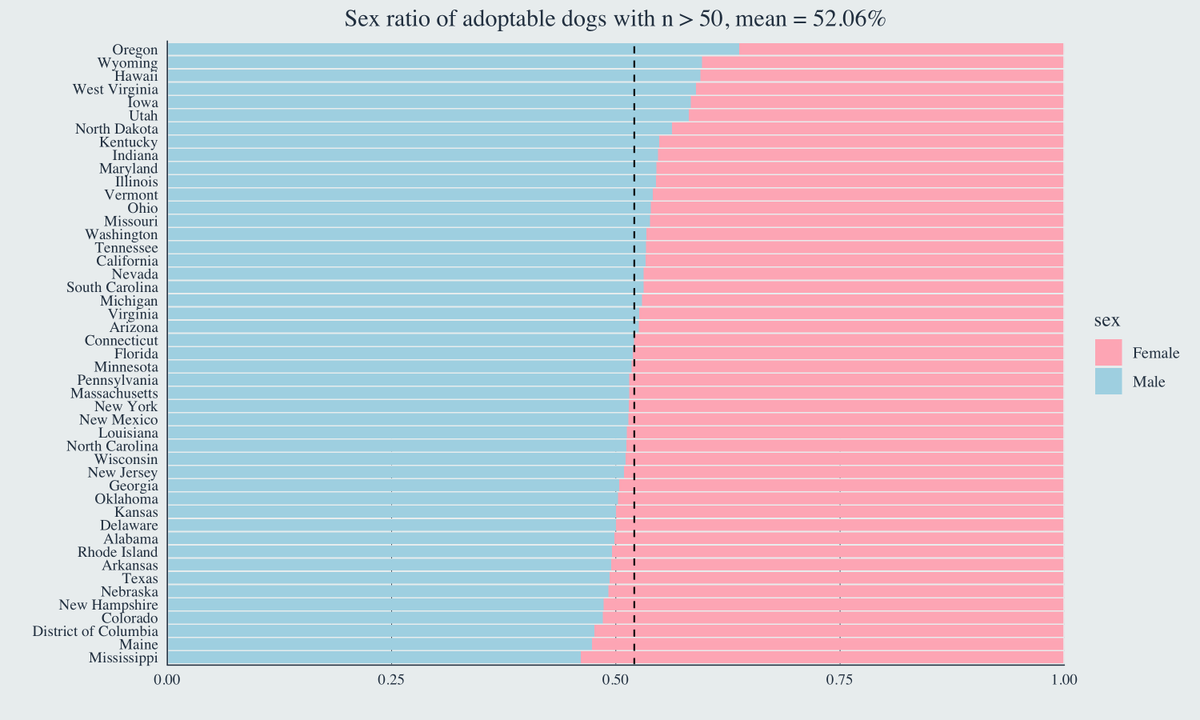 Sex ratio of adoptable dogs with n > 50, mean = 52.06%
Oregon
Wyoming
Hawaii
West Virginia
Iowa
Utah
North Dakota
Kentucky
Indiana
Maryland
Illinois
Vermont
Ohio
Missouri
Washington
Tennessee
California
Nevada
South Carolina
Michigan
Virginia
Arizona
Connecticut
Florida
Minnesota
Pennsylvania
Massachusetts
New York
New Mexico
Louisiana
North Carolina
Wisconsin
New Jersey
Georgia
Oklahoma
Kansas
Delaware
Alabama
Rhode Island
Arkansas
Texas
Nebraska
New Hampshire
Colorado
District of Columbia
Maine
Mississippi
0.00 0.25 0.50 0.75 1.00
sex
Female
Male